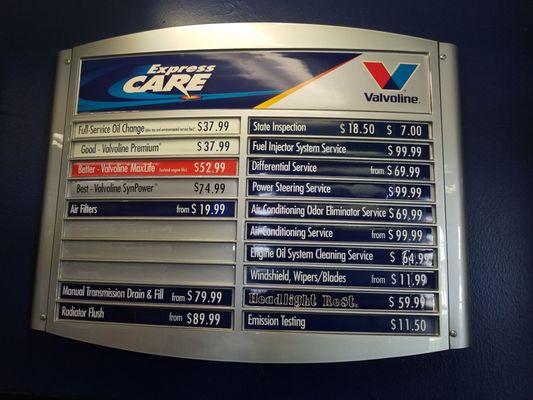 Express
CARE
Valvoline
Full-Service Oil Change $37.99
Good - Valvoline Premium $37.99
Better - Valvoline MaxLife $52.99
Best - Valvoline SynPower $74.99
Air Filters from $19.99
Manual Transmission Drain & Fill from $79.99
Radiator Flush from $89.99
State Inspection $18.50 $7.00
Fuel Injector System Service $99.99
Differential Service from $69.99
Power Steering Service $99.99
Air Conditioning Odor Eliminator Service $69.99
Air Conditioning Service from $99.99
Engine Oil System Cleaning Service $64.99
Windshield, Wipers/Blades from $11.99
Headlight Rest. $59.99
Emission Testing $11.50